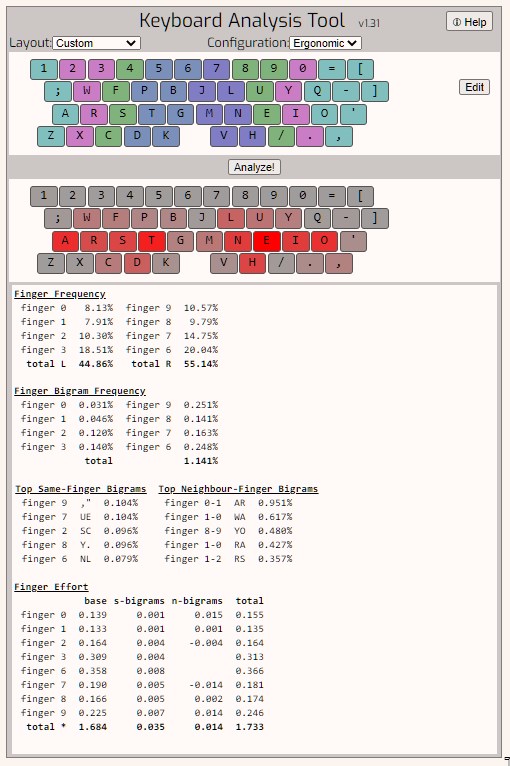 Keyboard Analysis Tool v1.31
Help
Layout: Custom Configuration: Ergonomic
1 2 3 4 5 6 7 8 9 0 = [
; W F P B J L U Y Q - ]
Edit
A R S T G M N E I O '
Z X C D K V H / . ,
Analyze!
1 2 3 4 5 6 7 8 9 0 = [
; W F P B J L U Y Q - ]
A R S T G M N E I O '
Z X C D K V H / . ,
Finger Frequency
finger 0 8.13% finger 9 10.57%
finger 1 7.91% finger 8 9.79%
finger 2 10.30% finger 7 14.75%
finger 3 18.51% finger 6 20.04%
total L 44.86% total R 55.14%
Finger Bigram Frequency
finger 0 0.031% finger 9 0.251%
finger 1 0.046% finger 8 0.141%
finger 2 0.120% finger 7 0.163%
finger 3 0.140% finger 6 0.248%
total 1.141%
Top Same-Finger Bigrams Top Neighbour-Finger Bigrams
finger 9 ," 0.104% finger 0-1 AR 0.951%
finger 7 UE 0.104% finger 1-0 WA 0.617%
finger 2 SC 0.096% finger 8-9 YO 0.480%
finger 8 Y. 0.096% finger 1-0 RA 0.427%
finger 6 NL 0.079% finger 1-2 RS 0.357%
Finger Effort
base s-bigrams n-bigrams total
finger 0 0.139 0.001 0.015 0.155
finger 1 0.133 0.001 0.001 0.135
finger 2 0.164 0.004 -0.004 0.164
finger 3 0.309 0.004 0.313
finger 6 0.358 0.008 0.366
finger 7 0.190 0.005 -0.014 0.181
finger 8 0.166 0.005 0.002 0.174
finger 9 0.225 0.007 0.014 0.246
total * 1.684 0.035 0.014 1.733